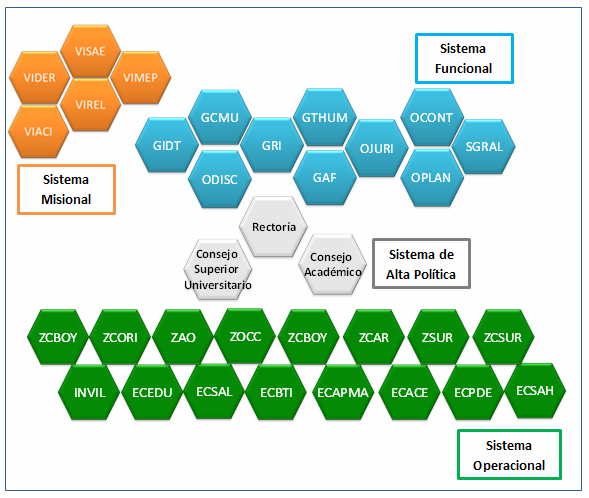 VISAE
VIDER
VIMEP
VIREL
VIACI
Sistema
Misional
Sistema
Funcional
GCMU
GTHUM
OCONT
GIDT
GRI
OJURI
SGRAL
ODISC
GAF
OPLAN
Rectoría
Consejo
Superior
Universitario
Consejo
Académico
Sistema de
Alta Política
ZCBOY
ZCORI
ZAO
ZOCC
ZCBOY
ZCAR
ZSUR
ZCSUR
INVIL
ECEDU
ECSAL
ECBTI
ECAPMA
ECACE
ECPDE
ECSAH
Sistema
Operacional